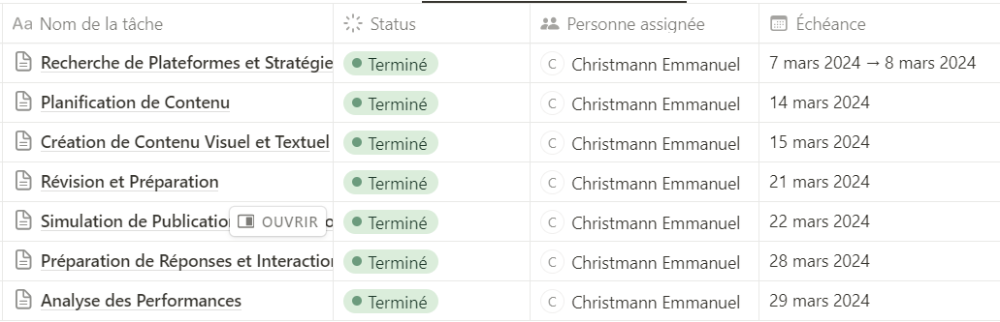 Aa Nom de la tâche Status Personne assignée Échéance
Recherche de Plateformes et Stratégie Terminé C Christmann Emmanuel 7 mars 2024 → 8 mars 2024
Planification de Contenu Terminé C Christmann Emmanuel 14 mars 2024
Création de Contenu Visuel et Textuel Terminé C Christmann Emmanuel 15 mars 2024
Révision et Préparation Terminé C Christmann Emmanuel 21 mars 2024
Simulation de Publication OUVRIR Terminé C Christmann Emmanuel 22 mars 2024
Préparation de Réponses et Interaction Terminé C Christmann Emmanuel 28 mars 2024
Analyse des Performances Terminé C Christmann Emmanuel 29 mars 2024